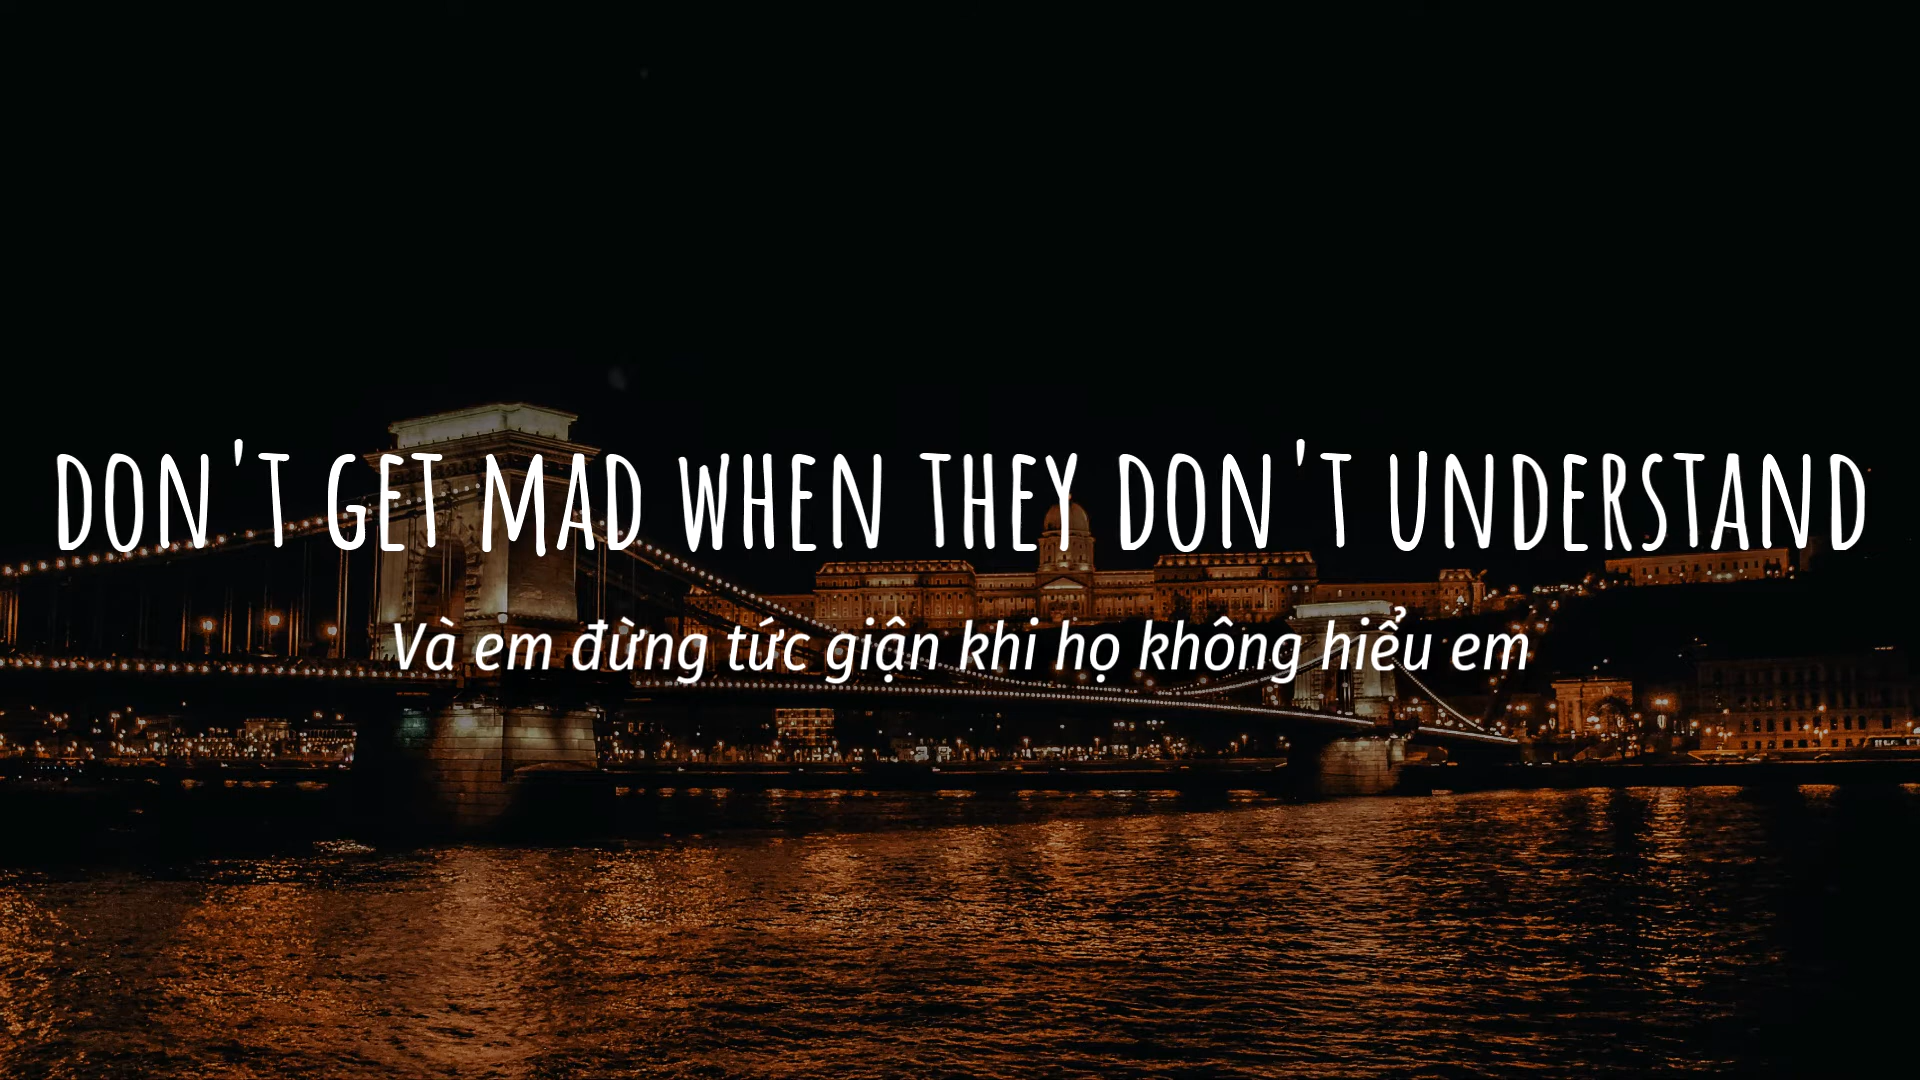 DON'T GET MAD WHEN THEY DON'T UNDERSTAND
Và em đừng tức giận khi họ không hiểu em